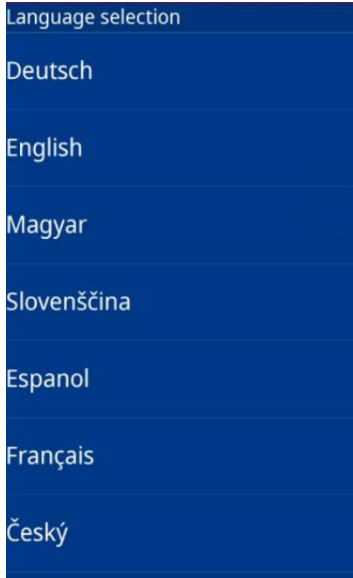 Language selection
Deutsch
English
Magyar
Slovenščina
Espanol
Français
Český